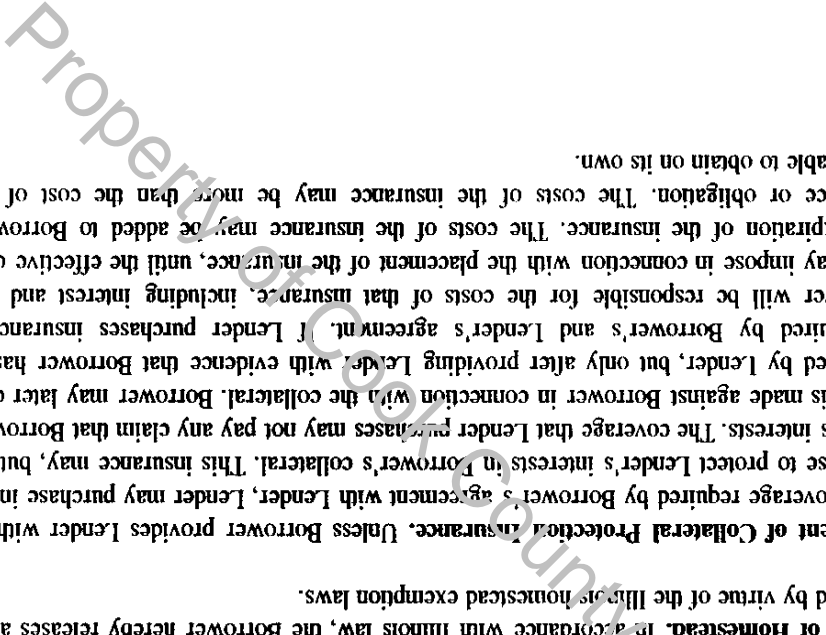 of Homestead. In accordance with Illinois law, the Borrower hereby releases a
d by virtue of the Illinois homestead exemption laws.
ent of Collateral Protection Insurance. Unless Borrower provides Lender with
overage required by Borrower's agreement with Lender, Lender may purchase in
se to protect Lender's interests in Borrower's collateral. This insurance may, but
s interests. The coverage that Lender purchases may not pay any claim that Borrow
is made against Borrower in connection with the collateral. Borrower may later
ed by Lender, but only after providing Lender with evidence that Borrower has
uired by Borrower's and Lender's agreement. If Lender purchases insuranc
er will be responsible for the costs of that insurance, including interest and
ay impose in connection with the placement of the insurance, until the effective
piration of the insurance. The costs of the insurance may be added to Borrow
ce or obligation. The costs of the insurance may be more than the cost of
able to obtain on its own.
Property of Cook County